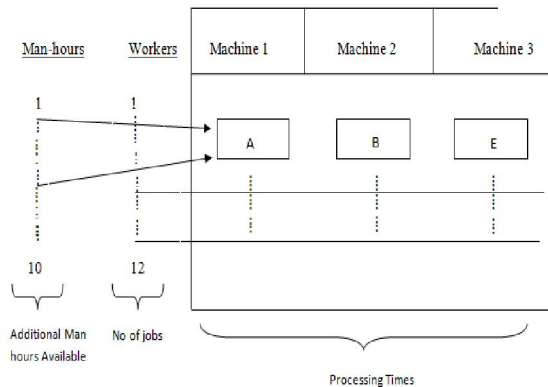 Man-hours Workers Machine 1 Machine 2 Machine 3
1 1
A B E
10 12
Additional Man
hours Available
No of jobs
Processing Times